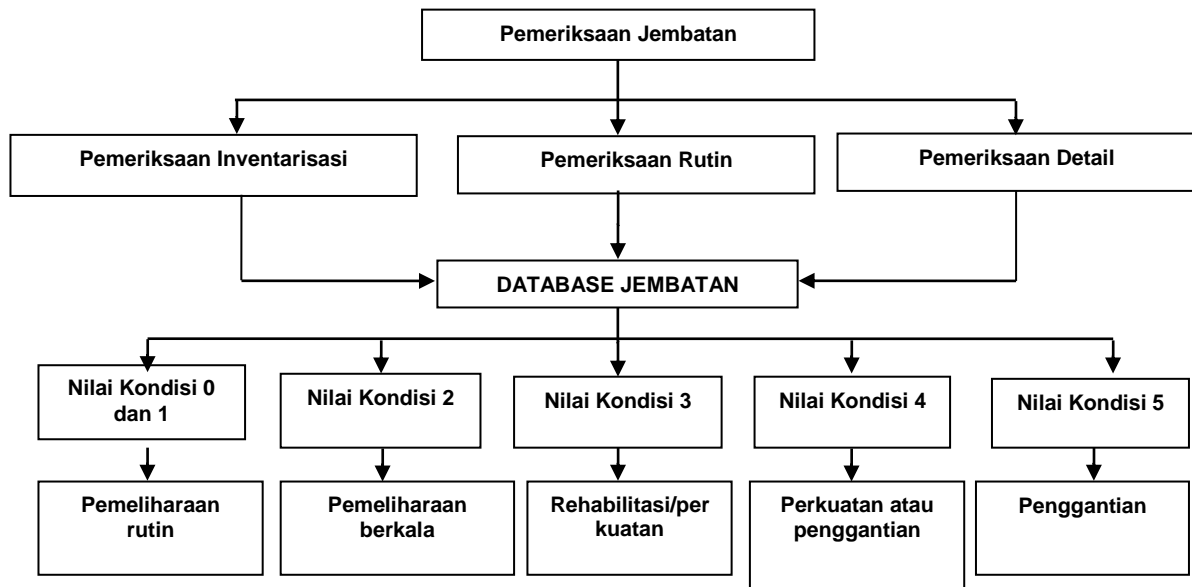 Pemeriksaan Jembatan
Pemeriksaan Inventarisasi
Pemeriksaan Rutin
Pemeriksaan Detail
DATABASE JEMBATAN
Nilai Kondisi 0
dan 1
Nilai Kondisi 2
Nilai Kondisi 3
Nilai Kondisi 4
Nilai Kondisi 5
Pemeliharaan
rutin
Pemeliharaan
berkala
Rehabilitasi/per
kuatan
Perkuatan atau
penggantian
Penggantian